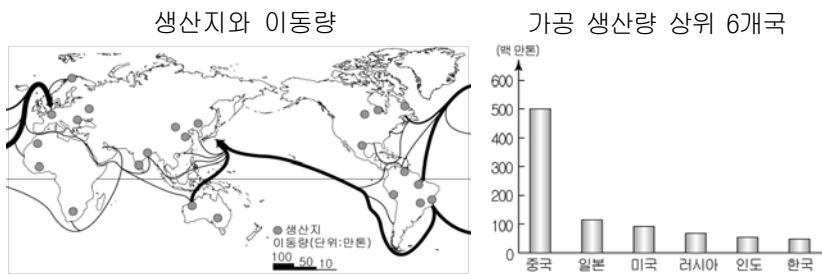 생산지와 이동량
가공 생산량 상위 6개국
생산지
이동량(단위:만톤)
100 50 10
(백 만톤)
600
500
400
300
200
100
0
중국 일본 미국 러시아 인도 한국